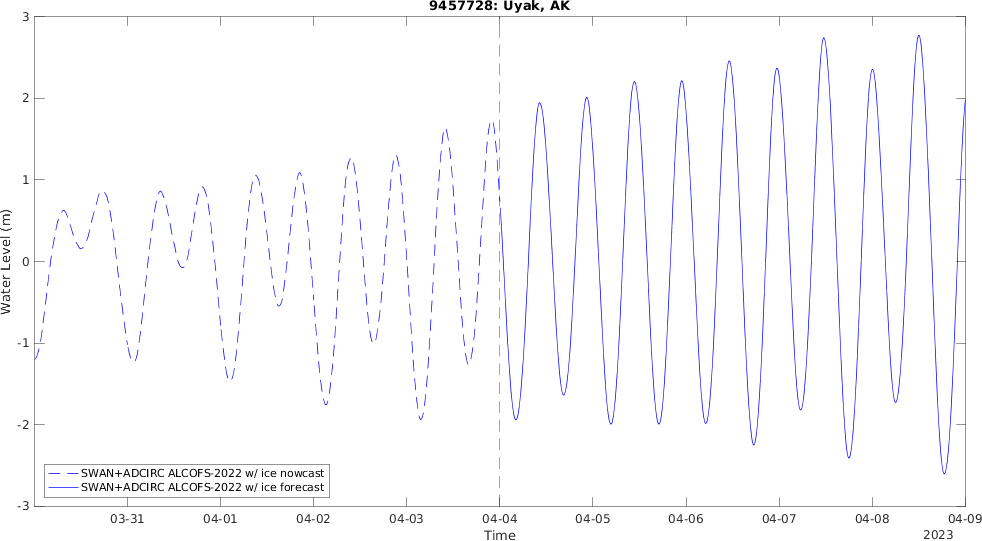 9457728: Uyak, AK
3
2
1
0
-1
-2
-3
Water Level (m)
SWAN+ADCIRC ALCOFS-2022 w/ ice nowcast
SWAN+ADCIRC ALCOFS-2022 w/ ice forecast
03-31 04-01 04-02 04-03 04-04 04-05 04-06 04-07 04-08 04-09
Time
2023